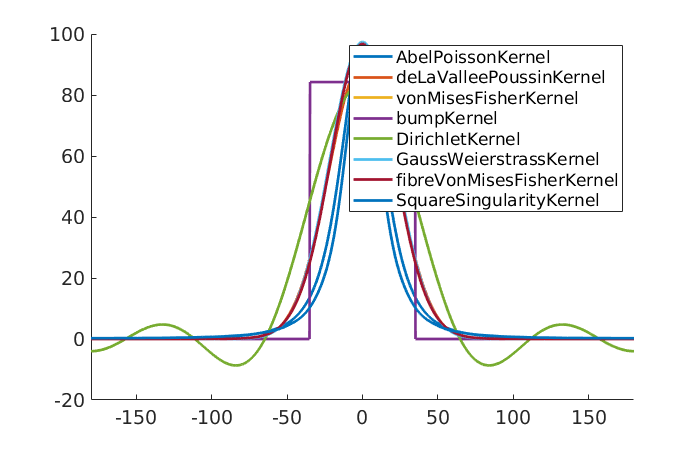 100
80
60
40
20
0
-20
-150
-100
-50
0
50
100
150
AbelPoissonKernel
deLaValleePoussinKernel
vonMisesFisherKernel
bumpKernel
DirichletKernel
GaussWeierstrassKernel
fibreVonMisesFisherKernel
SquareSingularityKernel